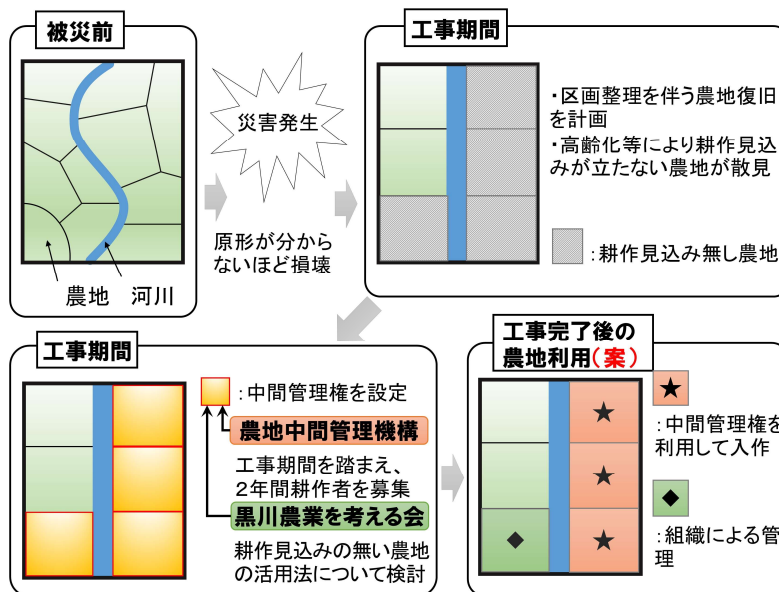 被災前
農地
河川
災害発生
原形が分から
ないほど損壊
工事期間
・区画整理を伴う農地復旧
を計画
・高齢化等により耕作見込
みが立たない農地が散見
:耕作見込み無し農地
工事期間
:中間管理権を設定
農地中間管理機構
工事期間を踏まえ、
2年間耕作者を募集
黒川農業を考える会
耕作見込みの無い農地
の活用法について検討
工事完了後の
農地利用(案)
:中間管理権を
利用して入作
:組織による管
理